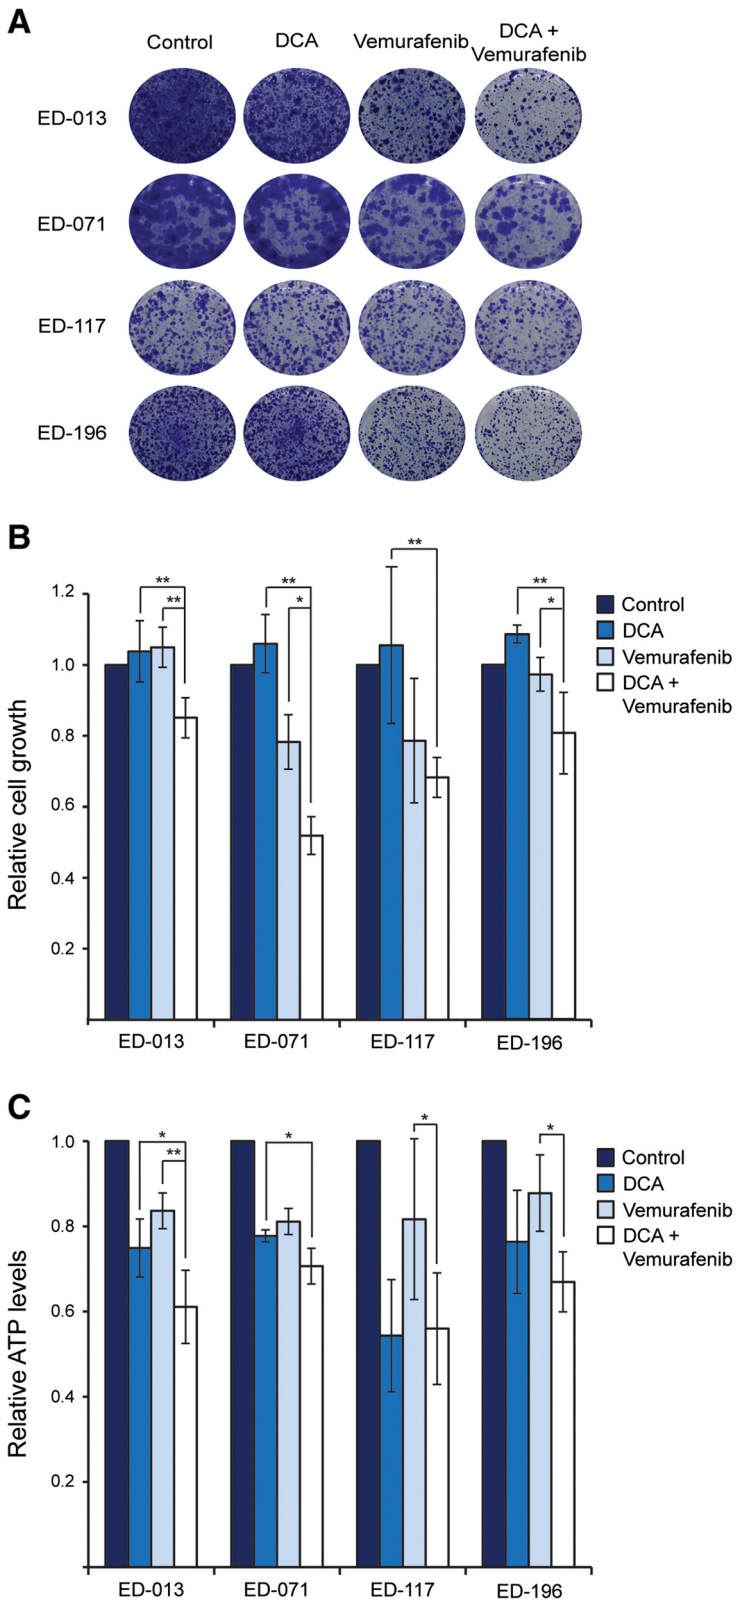 A
Control
DCA
Vemurafenib
DCA +
Vemurafenib
ED-013
ED-071
ED-117
ED-196
B
Relative cell growth
1.2
1.0
0.8
0.6
0.4
0.2
**
**
**
*
**
**
*
ED-013
ED-071
ED-117
ED-196
Control
DCA
Vemurafenib
DCA +
Vemurafenib
C
Relative ATP levels
1.0
0.8
0.6
0.4
0.2
*
**
*
*
*
ED-013
ED-071
ED-117
ED-196
Control
DCA
Vemurafenib
DCA +
Vemurafenib